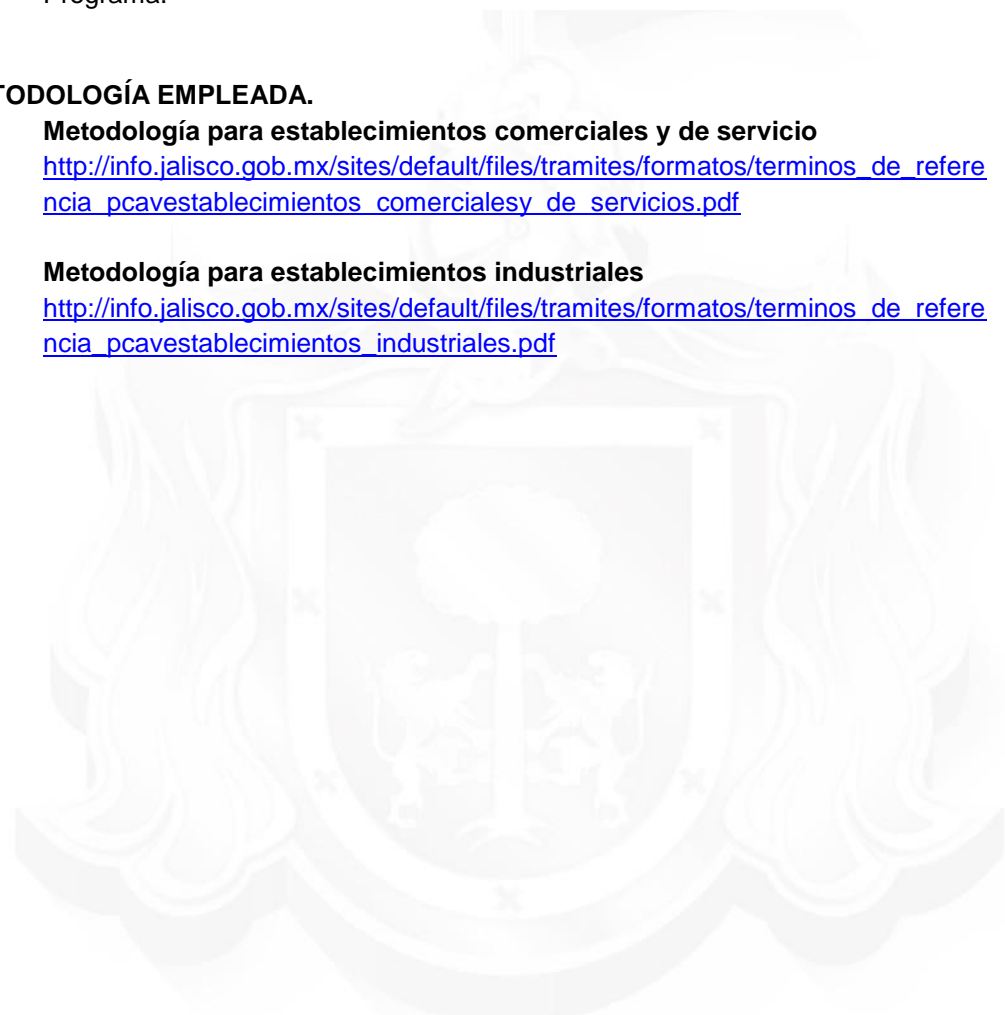 Programa.
TODOLOGÍA EMPLEADA.
Metodología para establecimientos comerciales y de servicio
http://info.jalisco.gob.mx/sites/default/files/tramites/formatos/terminos_de_refere
ncia_pcavestablecimientos_comercialesy_de_servicios.pdf
Metodología para establecimientos industriales
http://info.jalisco.gob.mx/sites/default/files/tramites/formatos/terminos_de_refere
ncia_pcavestablecimientos_industriales.pdf